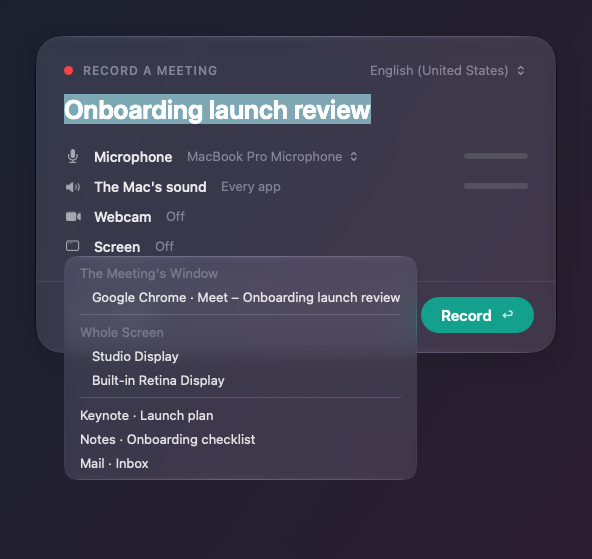 RECORD A MEETING
English (United States)
Onboarding launch review
Microphone MacBook Pro Microphone
The Mac's sound Every app
Webcam Off
Screen Off
The Meeting's Window
Google Chrome · Meet – Onboarding launch review
Record
Whole Screen
Studio Display
Built-in Retina Display
Keynote · Launch plan
Notes · Onboarding checklist
Mail · Inbox